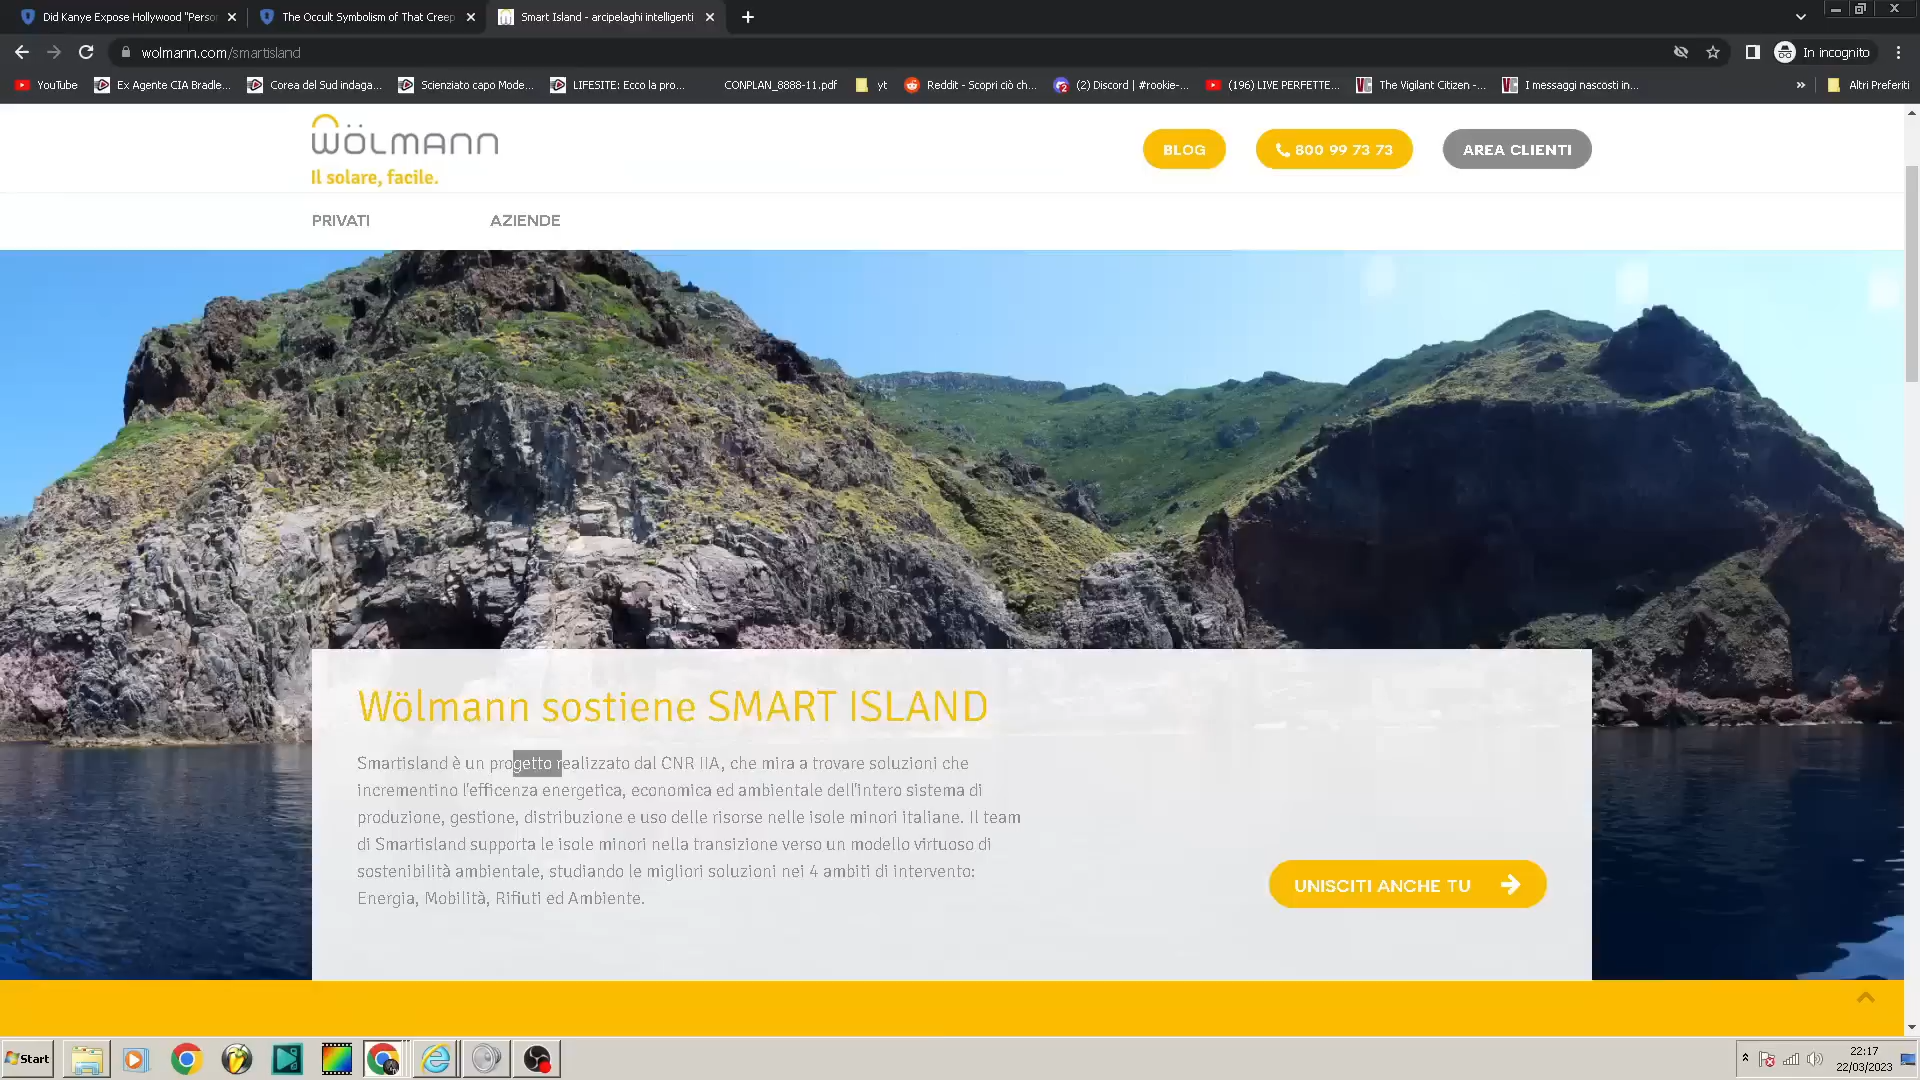 Did Kanye Expose Hollywood "Perso
The Occult Symbolism of That Creep
Smart Island - arcipelaghi intelligenti
wolmann.com/smartisland
In incognito
YouTube
Ex Agente CIA Bradle...
Corea del Sud indaga...
Scienziato capo Mode...
LIFESITE: Ecco la pro...
CONPLAN_8888-11.pdf
yt
Reddit - Scopri ciò ch...
(2) Discord | #rookie-...
(196) LIVE PERFETTE...
The Vigilant Citizen -...
I messaggi nascosti in...
»
Altri Preferiti
wölmann
Il solare, facile.
BLOG
800 99 73 73
AREA CLIENTI
PRIVATI
AZIENDE
Wölmann sostiene SMART ISLAND
Smartisland è un progetto realizzato dal CNR IIA, che mira a trovare soluzioni che
incrementino l'efficenza energetica, economica ed ambientale dell'intero sistema di
produzione, gestione, distribuzione e uso delle risorse nelle isole minori italiane. Il team
di Smartisland supporta le isole minori nella transizione verso un modello virtuoso di
sostenibilità ambientale, studiando le migliori soluzioni nei 4 ambiti di intervento:
Energia, Mobilità, Rifiuti ed Ambiente.
UNISCITI ANCHE TU
Start
22:17
22/03/2023